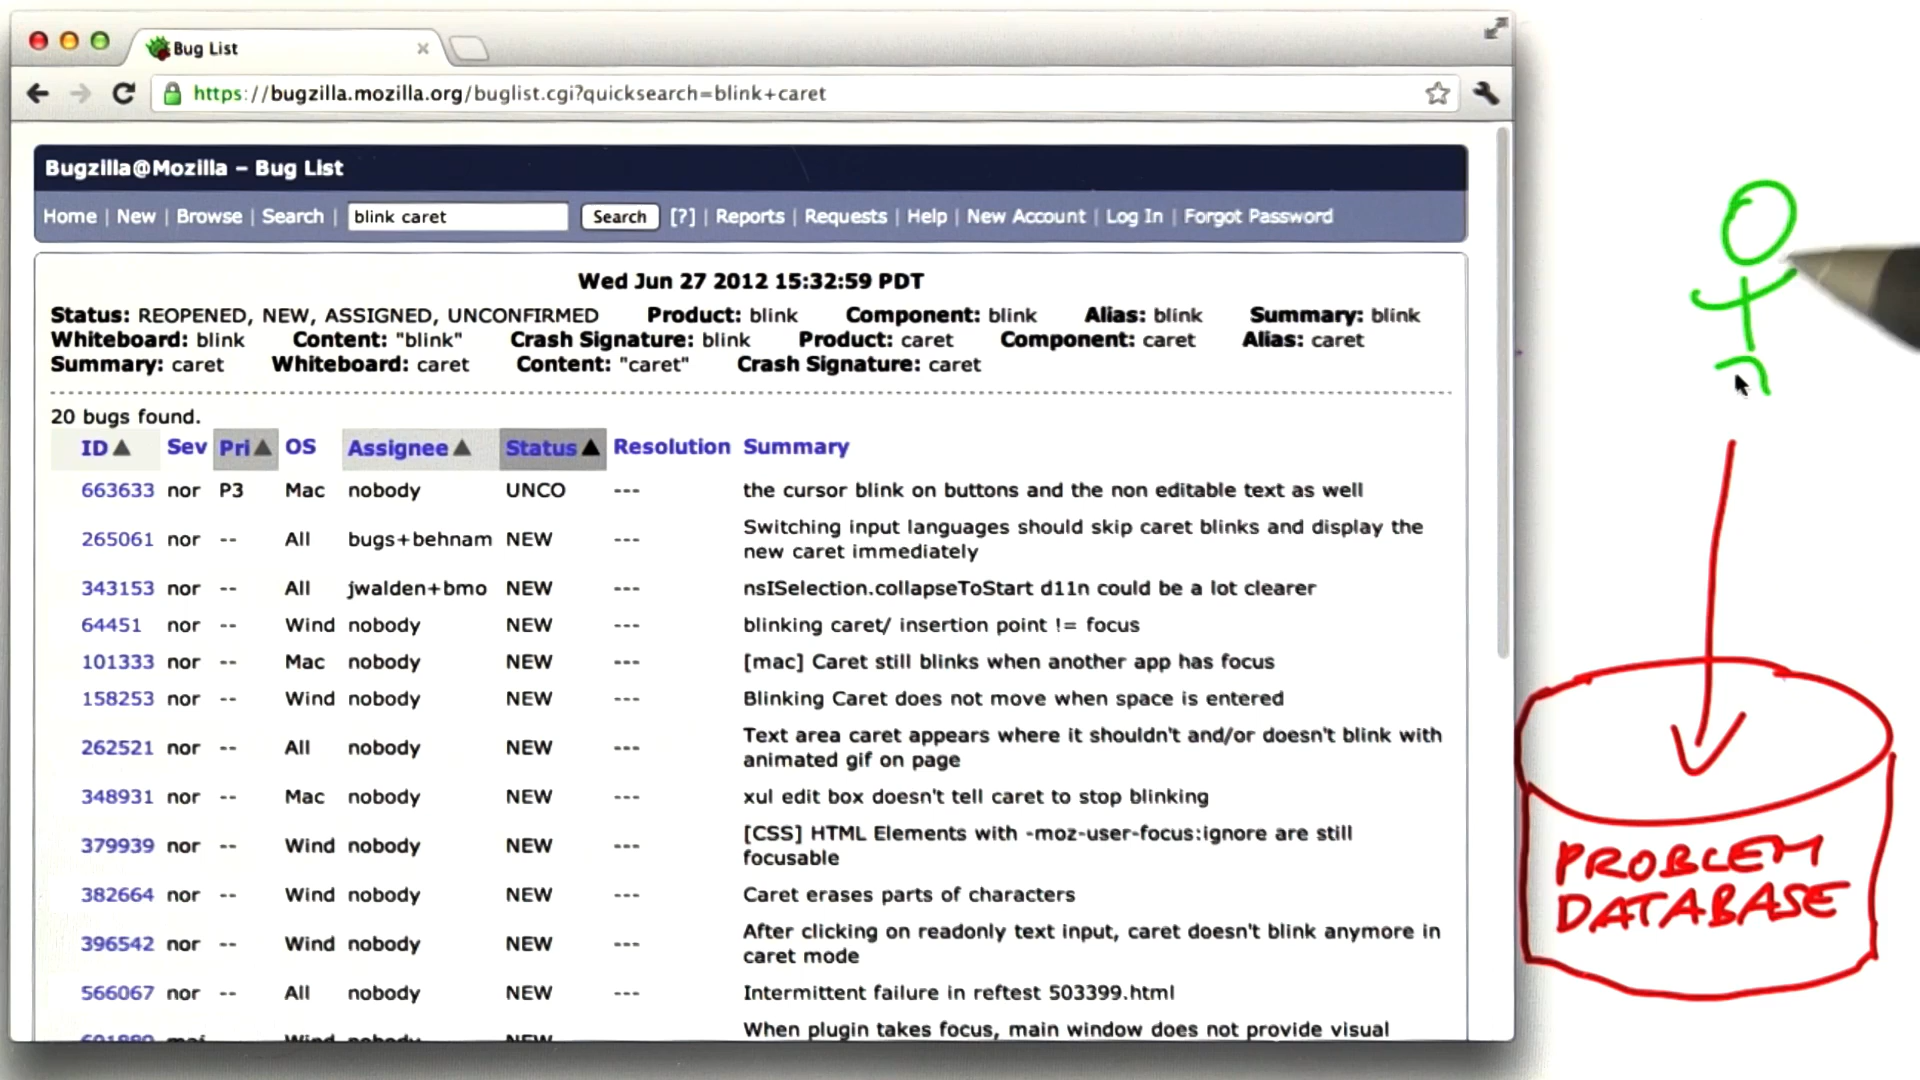 Bug List
https://bugzilla.mozilla.org/buglist.cgi?quicksearch=blink+caret
Bugzilla@Mozilla – Bug List
Home | New | Browse | Search | blink caret Search [?] | Reports | Requests | Help | New Account | Log In | Forgot Password
Wed Jun 27 2012 15:32:59 PDT
Status: REOPENED, NEW, ASSIGNED, UNCONFIRMED Product: blink Component: blink Alias: blink Summary: blink
Whiteboard: blink Content: "blink" Crash Signature: blink Product: caret Component: caret Alias: caret
Summary: caret Whiteboard: caret Content: "caret" Crash Signature: caret
20 bugs found.
ID Sev Pri OS Assignee Status Resolution Summary
663633 nor P3 Mac nobody UNCO --- the cursor blink on buttons and the non editable text as well
265061 nor -- All bugs+behnam NEW --- Switching input languages should skip caret blinks and display the
new caret immediately
343153 nor -- All jwalden+bmo NEW --- nsISelection.collapseToStart d11n could be a lot clearer
64451 nor -- Wind nobody NEW --- blinking caret/ insertion point != focus
101333 nor -- Mac nobody NEW --- [mac] Caret still blinks when another app has focus
158253 nor -- Wind nobody NEW --- Blinking Caret does not move when space is entered
262521 nor -- All nobody NEW --- Text area caret appears where it shouldn't and/or doesn't blink with
animated gif on page
348931 nor -- Mac nobody NEW --- xul edit box doesn't tell caret to stop blinking
379939 nor -- Wind nobody NEW --- [CSS] HTML Elements with -moz-user-focus:ignore are still
focusable
382664 nor -- Wind nobody NEW --- Caret erases parts of characters
396542 nor -- Wind nobody NEW --- After clicking on readonly text input, caret doesn't blink anymore in
caret mode
566067 nor -- All nobody NEW --- Intermittent failure in reftest 503399.html
Wind nobody NEW When plugin takes focus, main window does not provide visual
PROBLEM
DATABASE